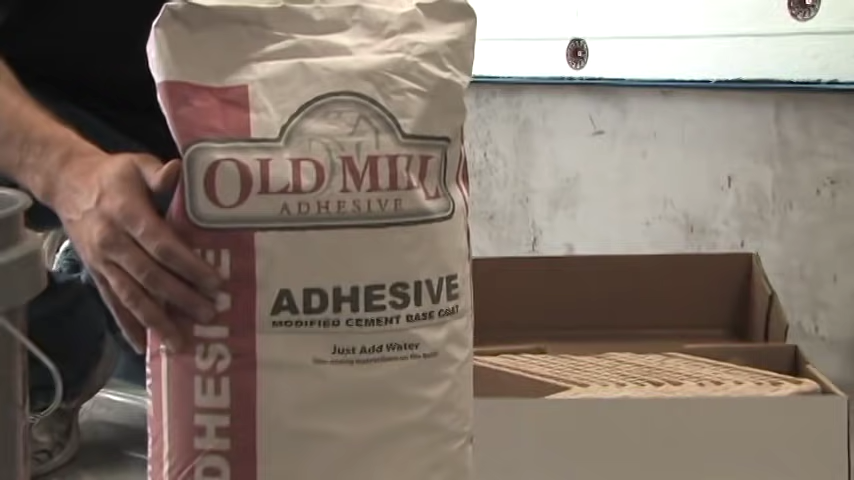 OLD MILL
ADHESIVE
ADHESIVE
MODIFIED CEMENT BASE COAT
Just Add Water
ADHESIVE